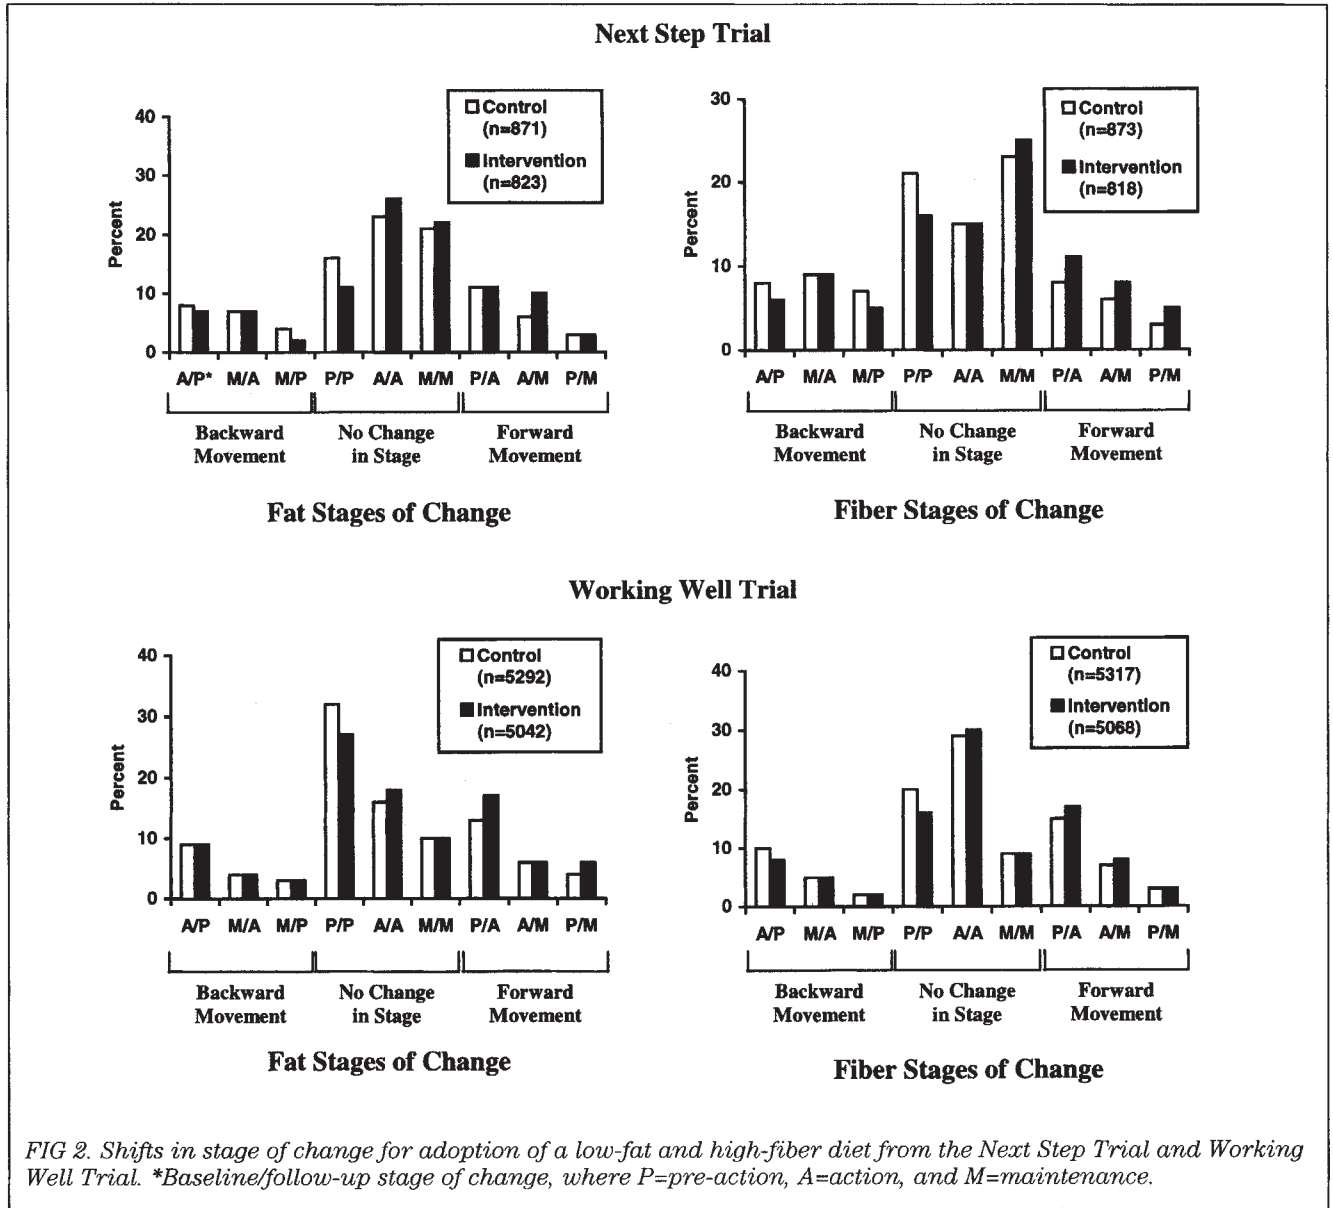 Next Step Trial
40
30
20
10
0
Percent
Control
(n=871)
Intervention
(n=823)
A/P* M/A M/P P/P A/A M/M P/A A/M P/M
Backward
Movement
No Change
in Stage
Forward
Movement
Fat Stages of Change
30
20
10
0
Percent
Control
(n=873)
Intervention
(n=818)
A/P M/A M/P P/P A/A M/M P/A A/M P/M
Backward
Movement
No Change
in Stage
Forward
Movement
Fiber Stages of Change
Working Well Trial
40
30
20
10
0
Percent
Control
(n=5292)
Intervention
(n=5042)
A/P M/A M/P P/P A/A M/M P/A A/M P/M
Backward
Movement
No Change
in Stage
Forward
Movement
Fat Stages of Change
40
30
20
10
0
Percent
Control
(n=5317)
Intervention
(n=5068)
A/P M/A M/P P/P A/A M/M P/A A/M P/M
Backward
Movement
No Change
in Stage
Forward
Movement
Fiber Stages of Change
FIG 2. Shifts in stage of change for adoption of a low-fat and high-fiber diet from the Next Step Trial and Working
Well Trial. *Baseline/follow-up stage of change, where P=pre-action, A=action, and M=maintenance.